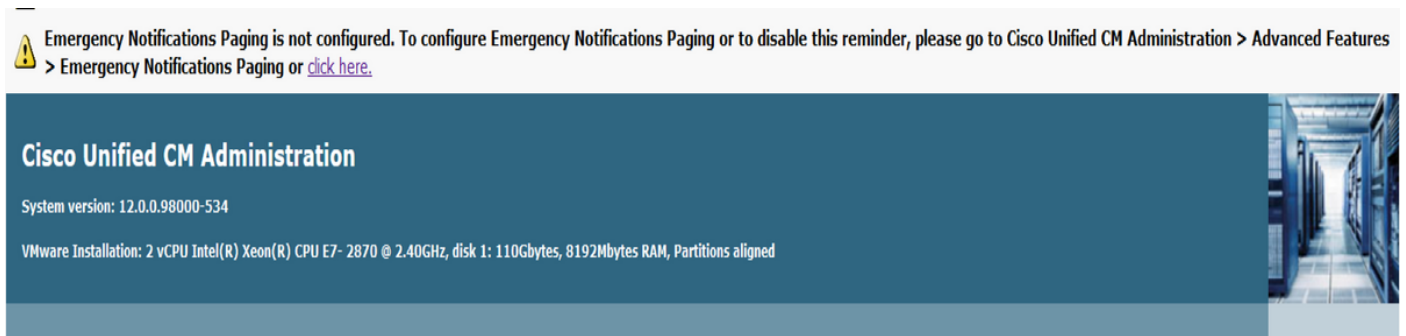 Emergency Notifications Paging is not configured. To configure Emergency Notifications Paging or to disable this reminder, please go to Cisco Unified CM Administration > Advanced Features
> Emergency Notifications Paging or click here.
Cisco Unified CM Administration
System version: 12.0.0.98000-534
VMware Installation: 2 vCPU Intel(R) Xeon(R) CPU E7- 2870 @ 2.40GHz, disk 1: 110Gbytes, 8192Mbytes RAM, Partitions aligned